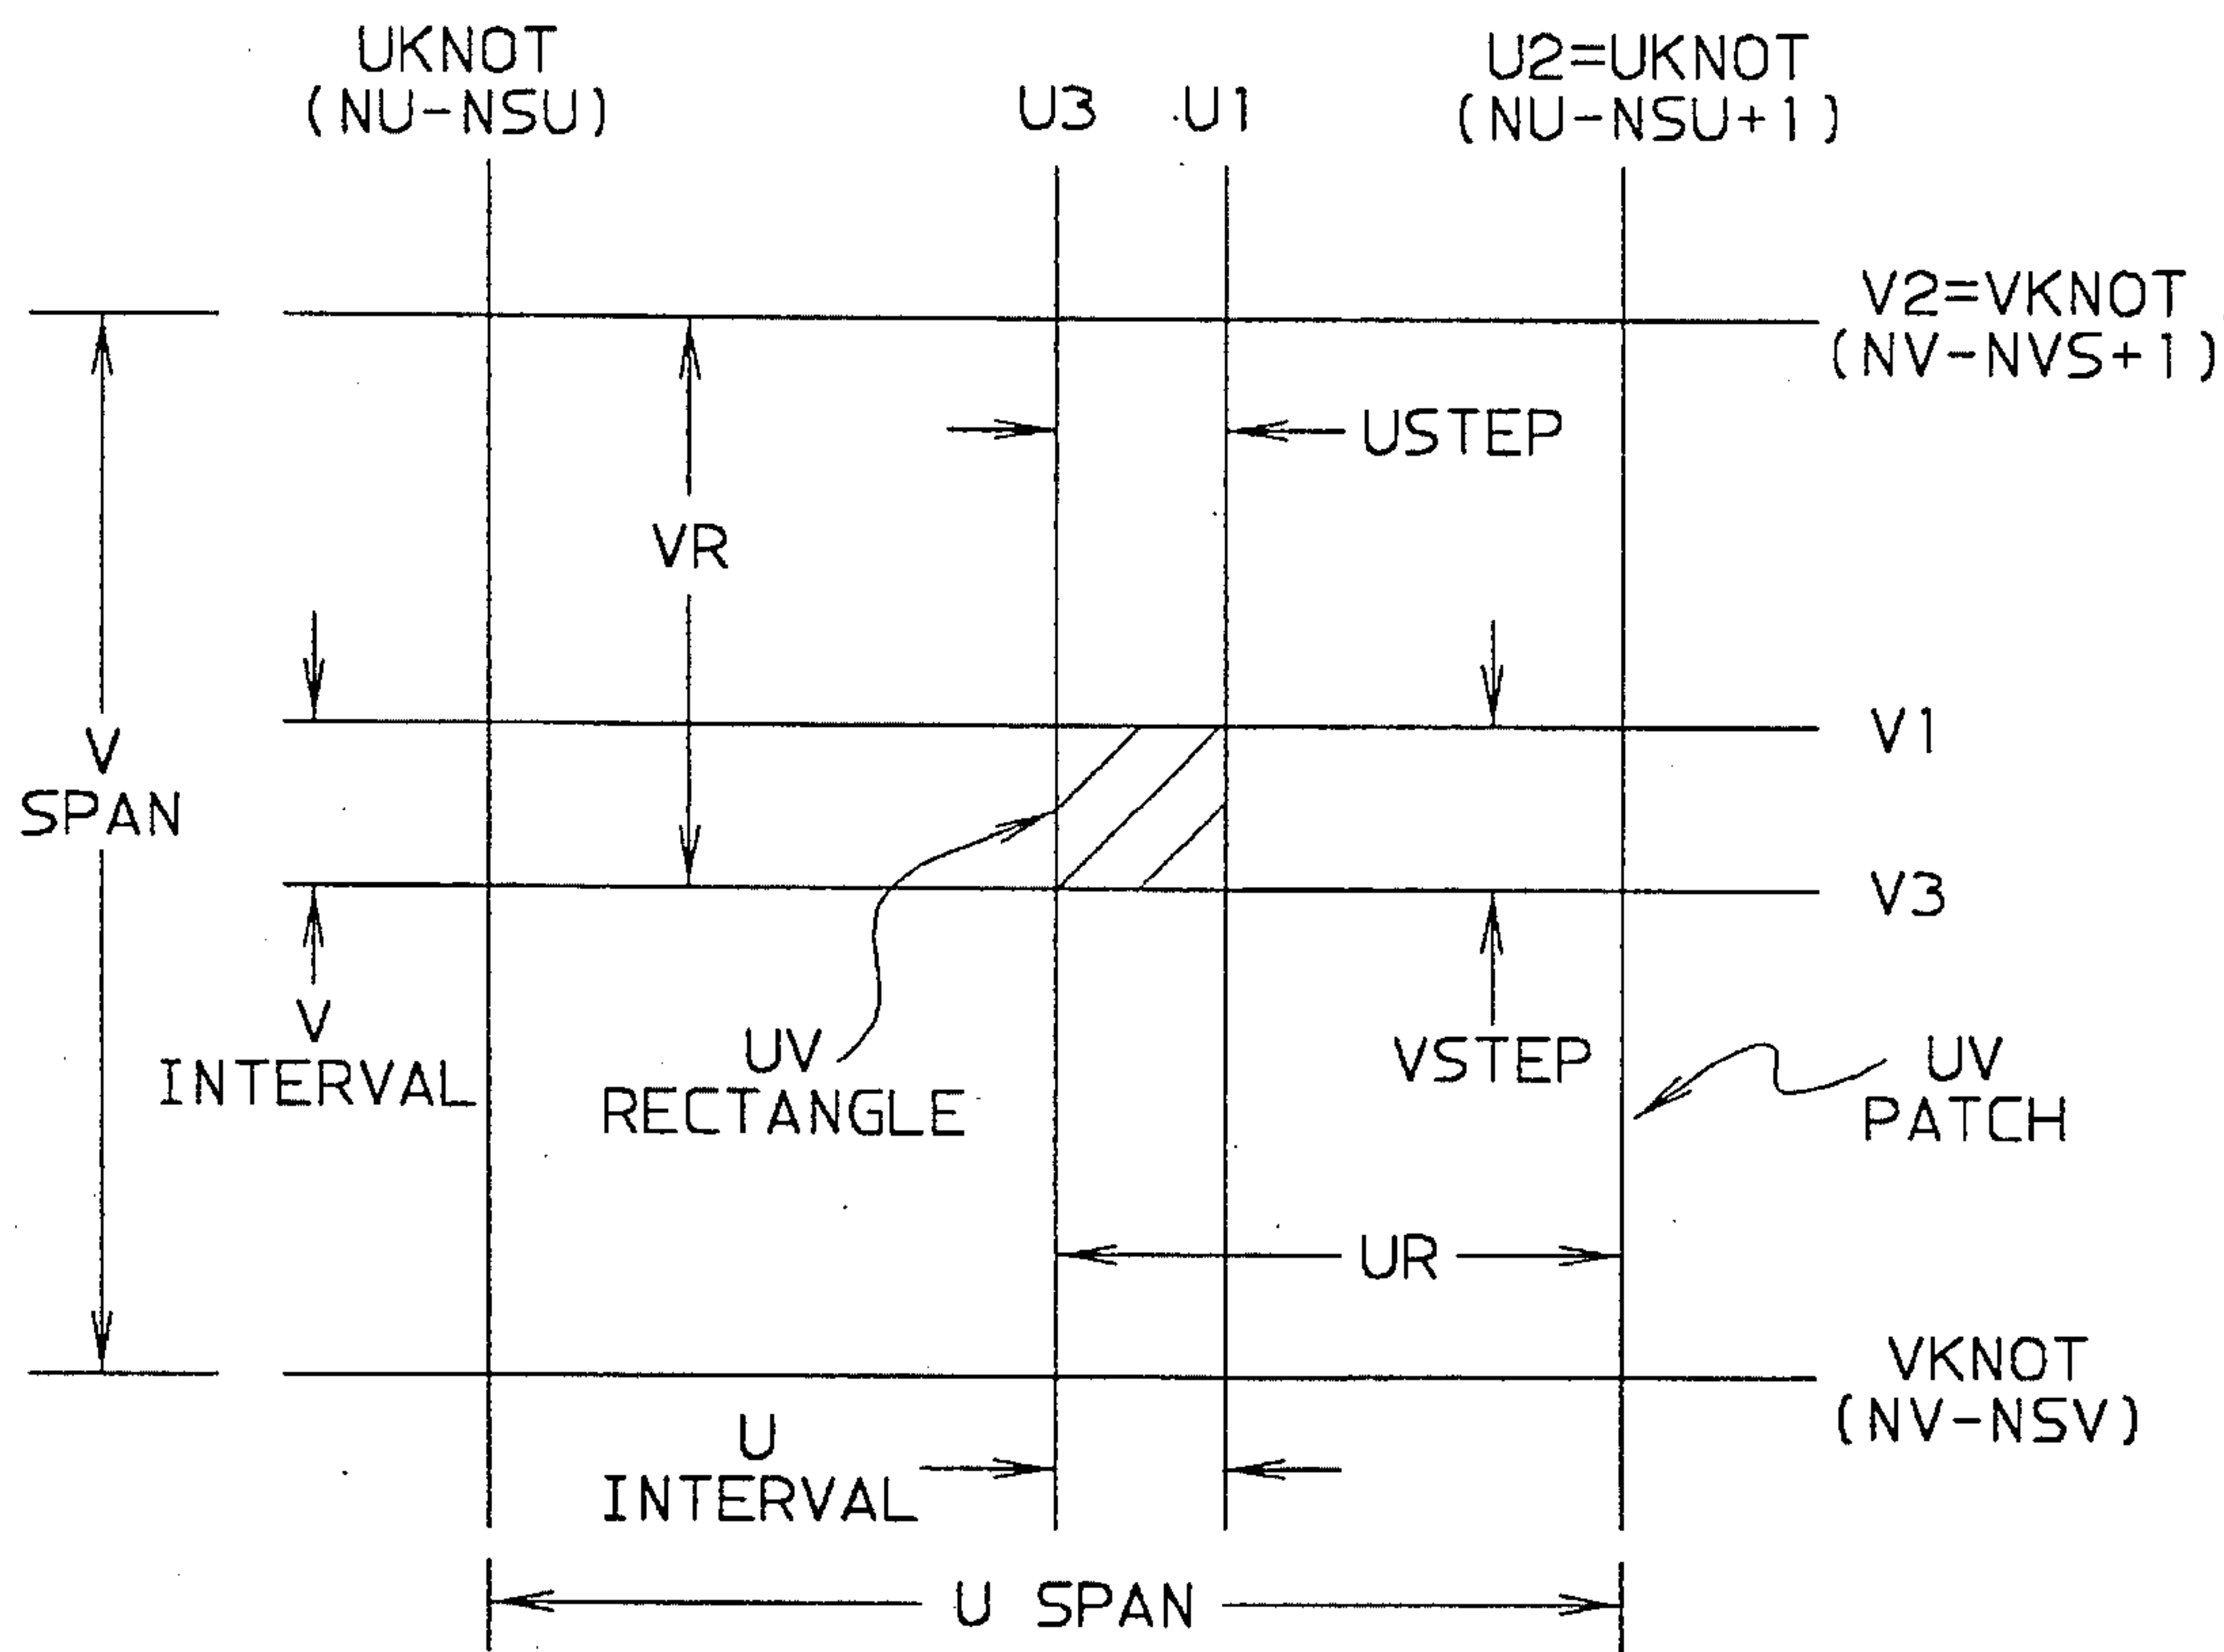 UKNOT
(NU-NSU)
U3
U1
U2=UKNOT
(NU-NSU+1)
V2=VKNOT
(NV-NVS+1)
USTEP
VR
V
SPAN
V1
V3
V
INTERVAL
UV
RECTANGLE
VSTEP
UV
PATCH
UR
VKNOT
(NV-NSV)
U
INTERVAL
U SPAN